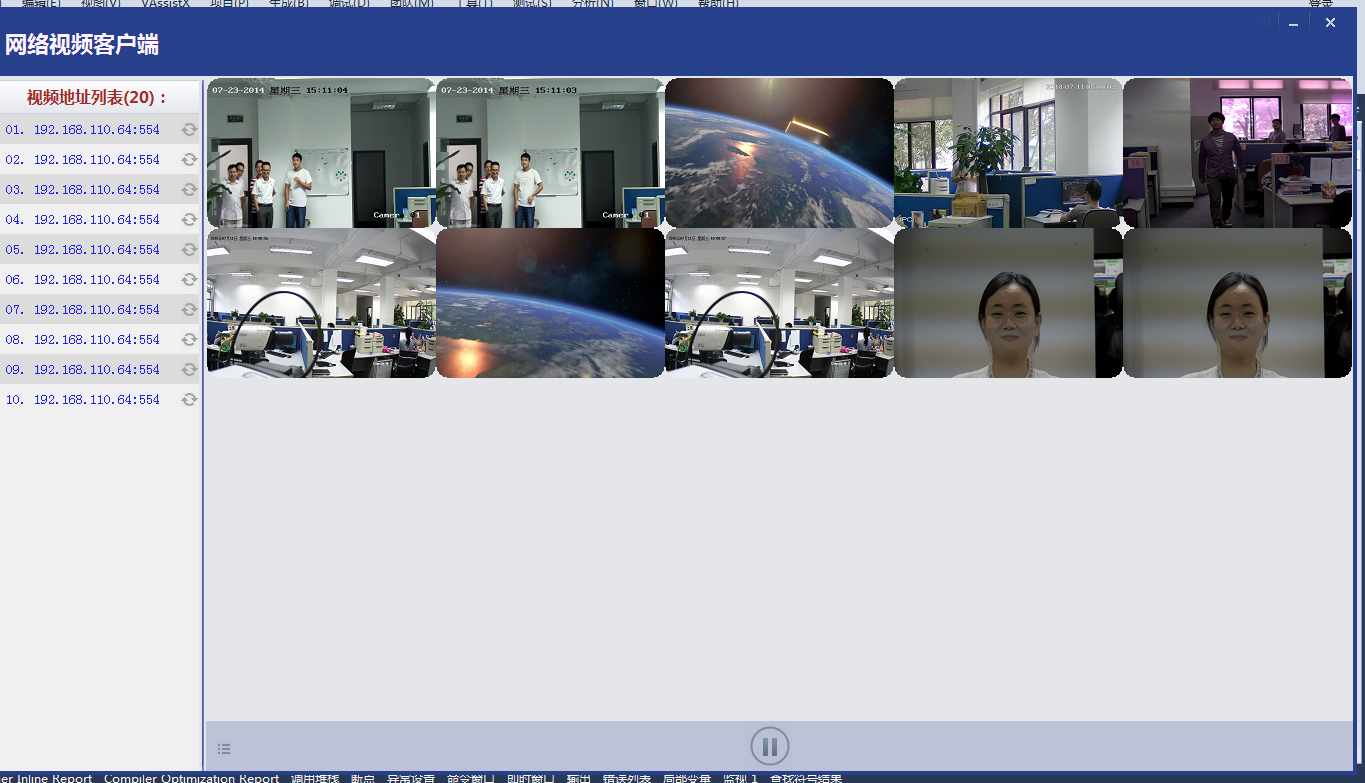 编辑(E) 视图(V) VAssistX 项目(P) 生成(B) 调试(D) 团队(M) 工具(T) 测试(S) 分析(N) 窗口(W) 帮助(H) 登录
网络视频客户端
视频地址列表(20)：
01. 192.168.110.64:554
02. 192.168.110.64:554
03. 192.168.110.64:554
04. 192.168.110.64:554
05. 192.168.110.64:554
06. 192.168.110.64:554
07. 192.168.110.64:554
08. 192.168.110.64:554
09. 192.168.110.64:554
10. 192.168.110.64:554
07-23-2014 星期三 15:11:04
Camer 01
07-23-2014 星期三 15:11:03
Camer 01
IPC
er Inline Report Compiler Optimization Report 调用堆栈 断点 异常设置 命令窗口 即时窗口 输出 错误列表 局部变量 监视 1 查找符号结果